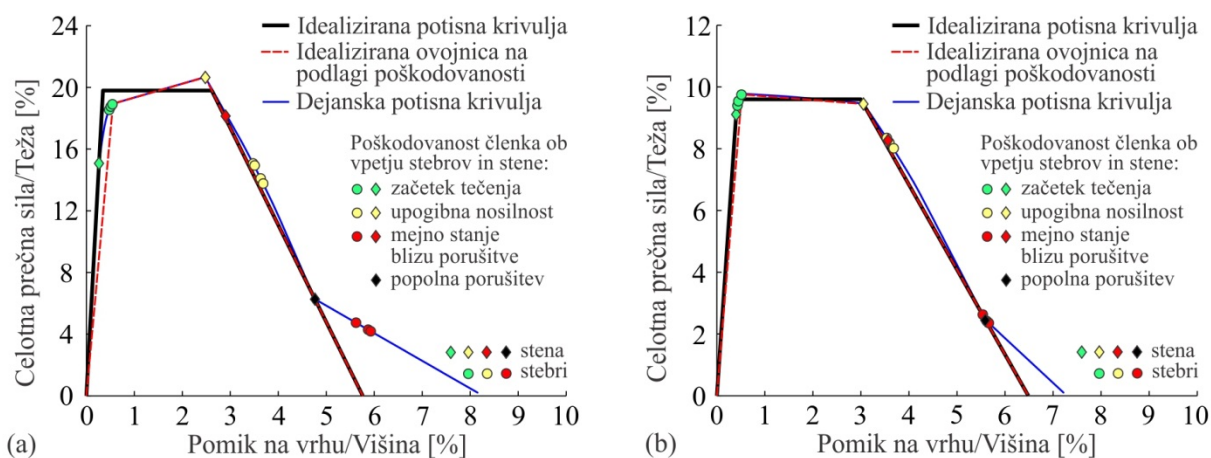 24
20
16
12
8
4
0
Celotna prečna sila/Teža [%]
Idealizirana potisna krivulja
Idealizirana ovojnica na
podlagi poškodovanosti
Dejanska potisna krivulja
Poškodovanost členka ob
vpetju stebrov in stene:
začetek tečenja
upogibna nosilnost
mejno stanje
blizu porušitve
popolna porušitev
stena
stebri
0 1 2 3 4 5 6 7 8 9 10
(a) Pomik na vrhu/Višina [%]
12
10
8
6
4
2
0
Celotna prečna sila/Teža [%]
Idealizirana potisna krivulja
Idealizirana ovojnica na
podlagi poškodovanosti
Dejanska potisna krivulja
Poškodovanost členka ob
vpetju stebrov in stene:
začetek tečenja
upogibna nosilnost
mejno stanje
blizu porušitve
popolna porušitev
stena
stebri
0 1 2 3 4 5 6 7 8 9 10
(b) Pomik na vrhu/Višina [%]